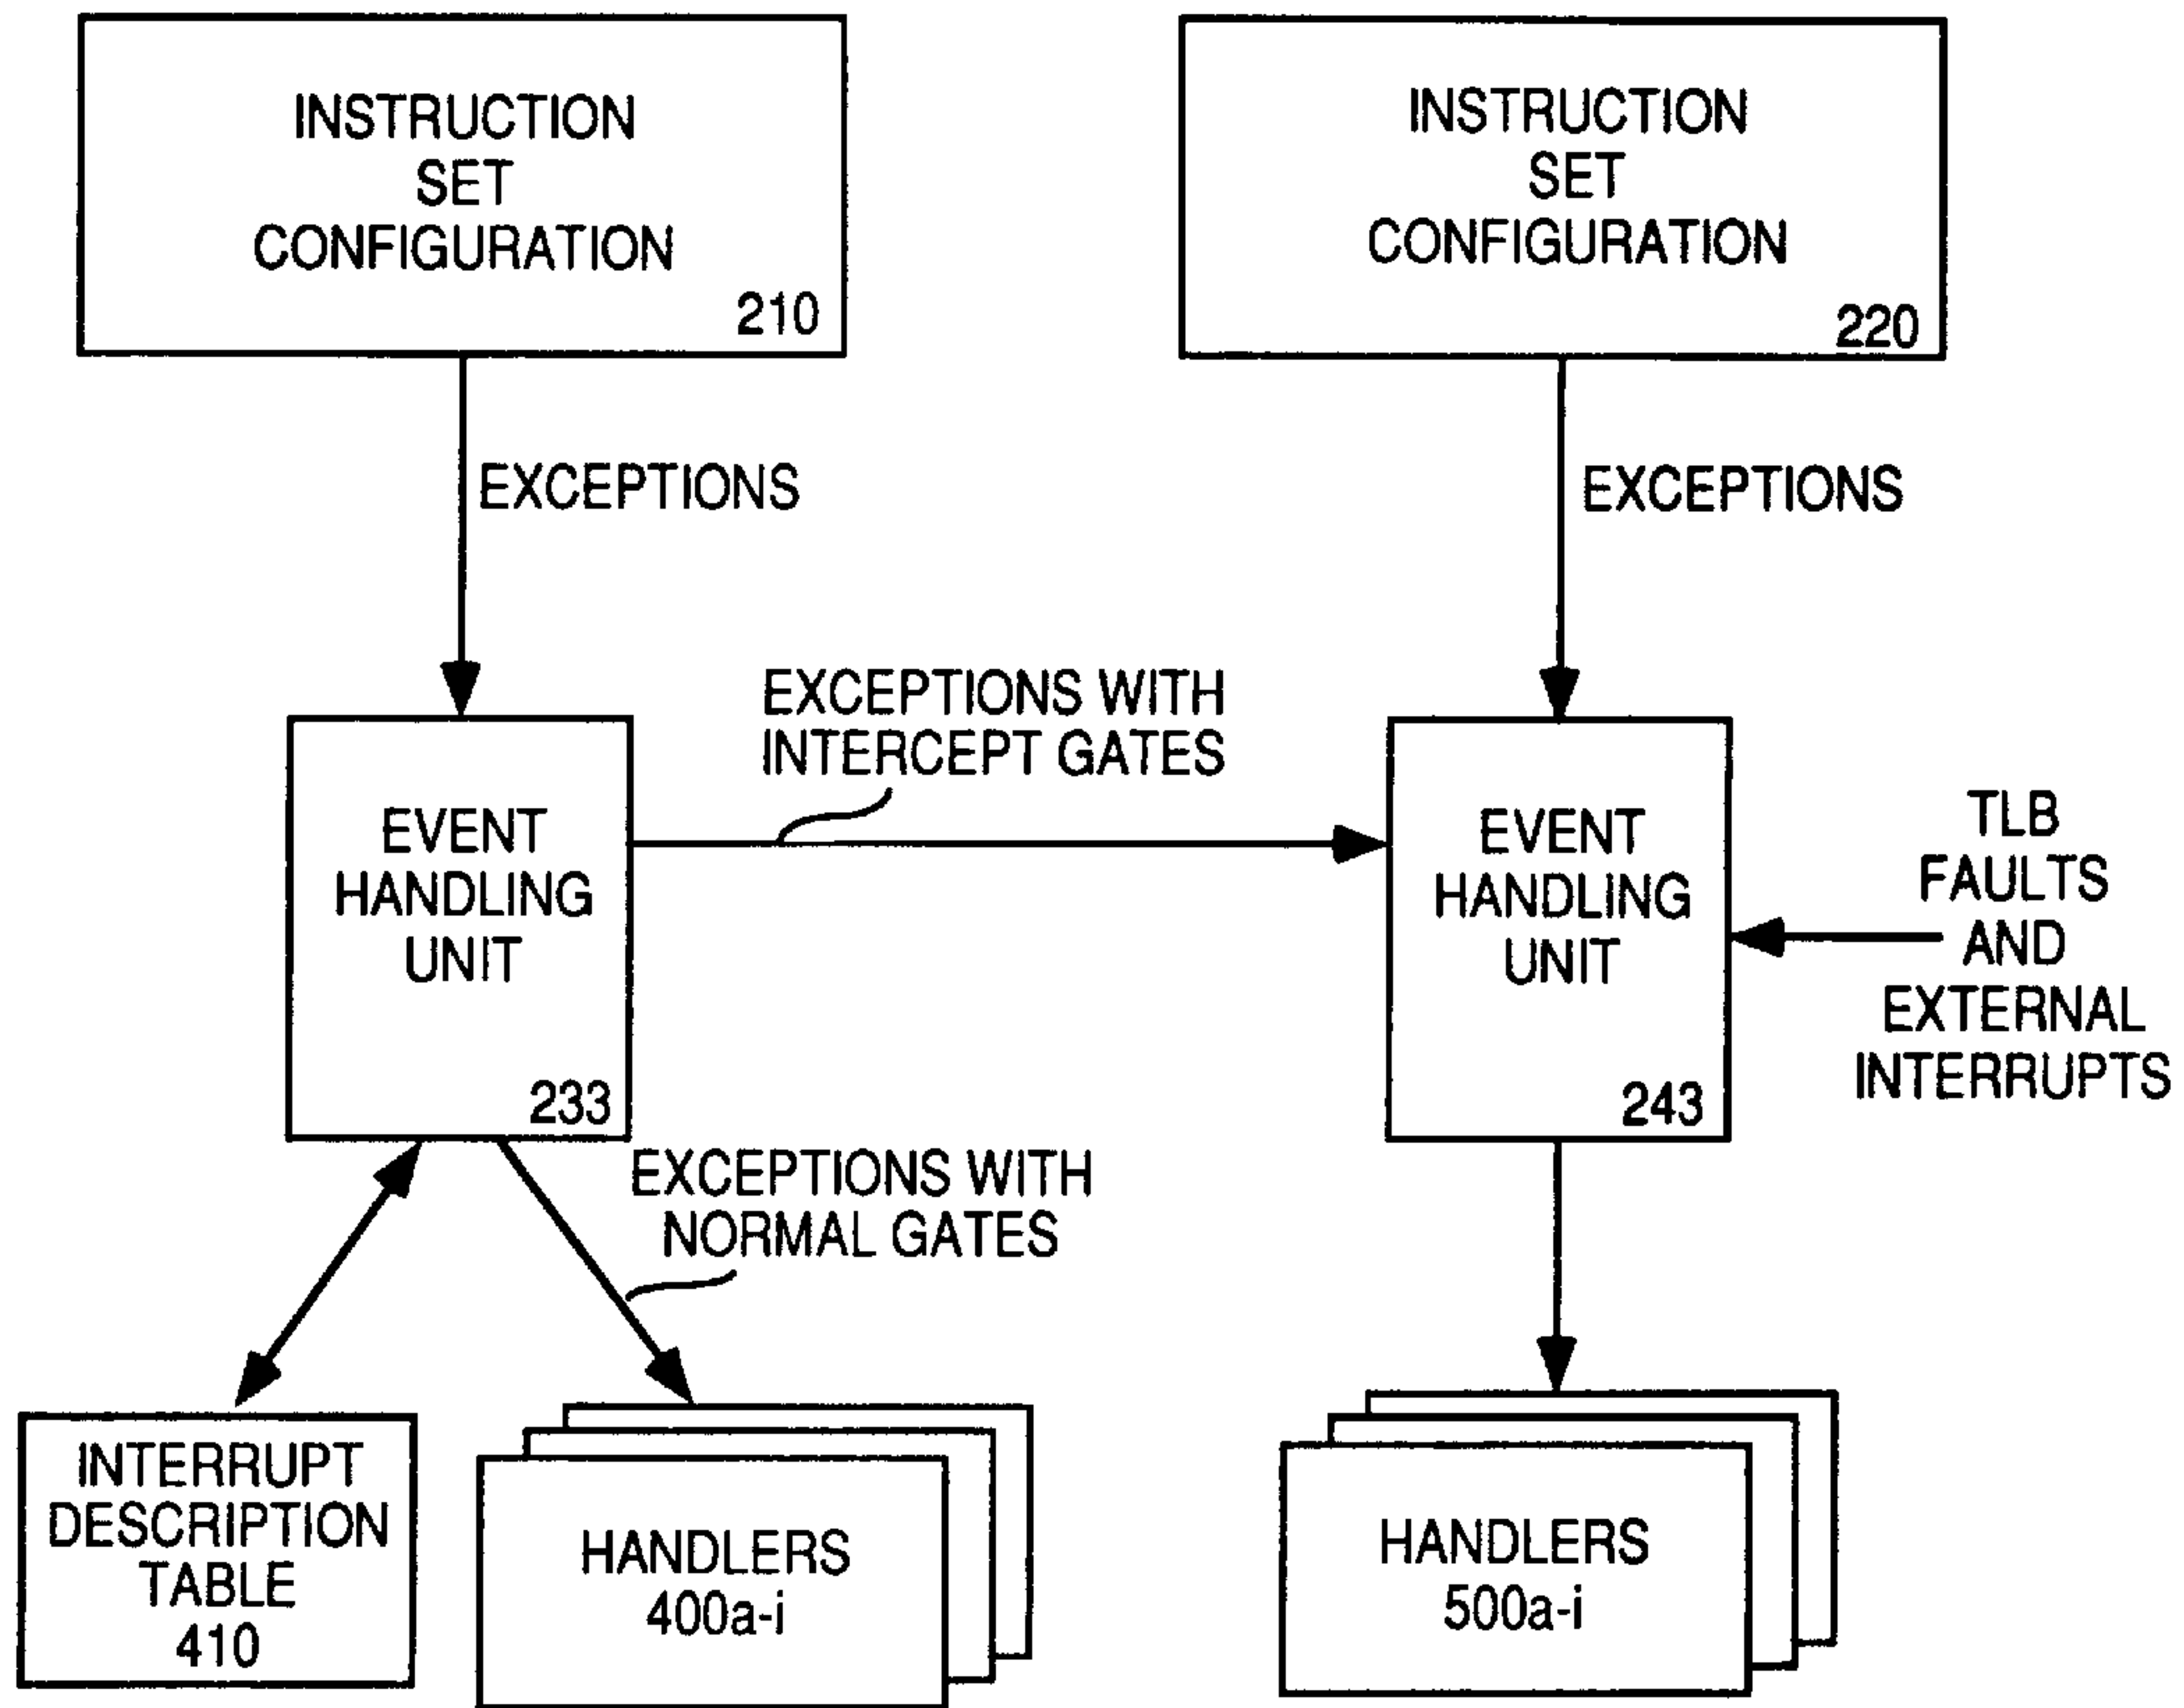 INSTRUCTION
SET
CONFIGURATION
210
INSTRUCTION
SET
CONFIGURATION
220
EXCEPTIONS
EXCEPTIONS
EXCEPTIONS WITH
INTERCEPT GATES
EVENT
HANDLING
UNIT
233
EVENT
HANDLING
UNIT
243
TLB
FAULTS
AND
EXTERNAL
INTERRUPTS
EXCEPTIONS WITH
NORMAL GATES
INTERRUPT
DESCRIPTION
TABLE
410
HANDLERS
400a-i
HANDLERS
500a-i